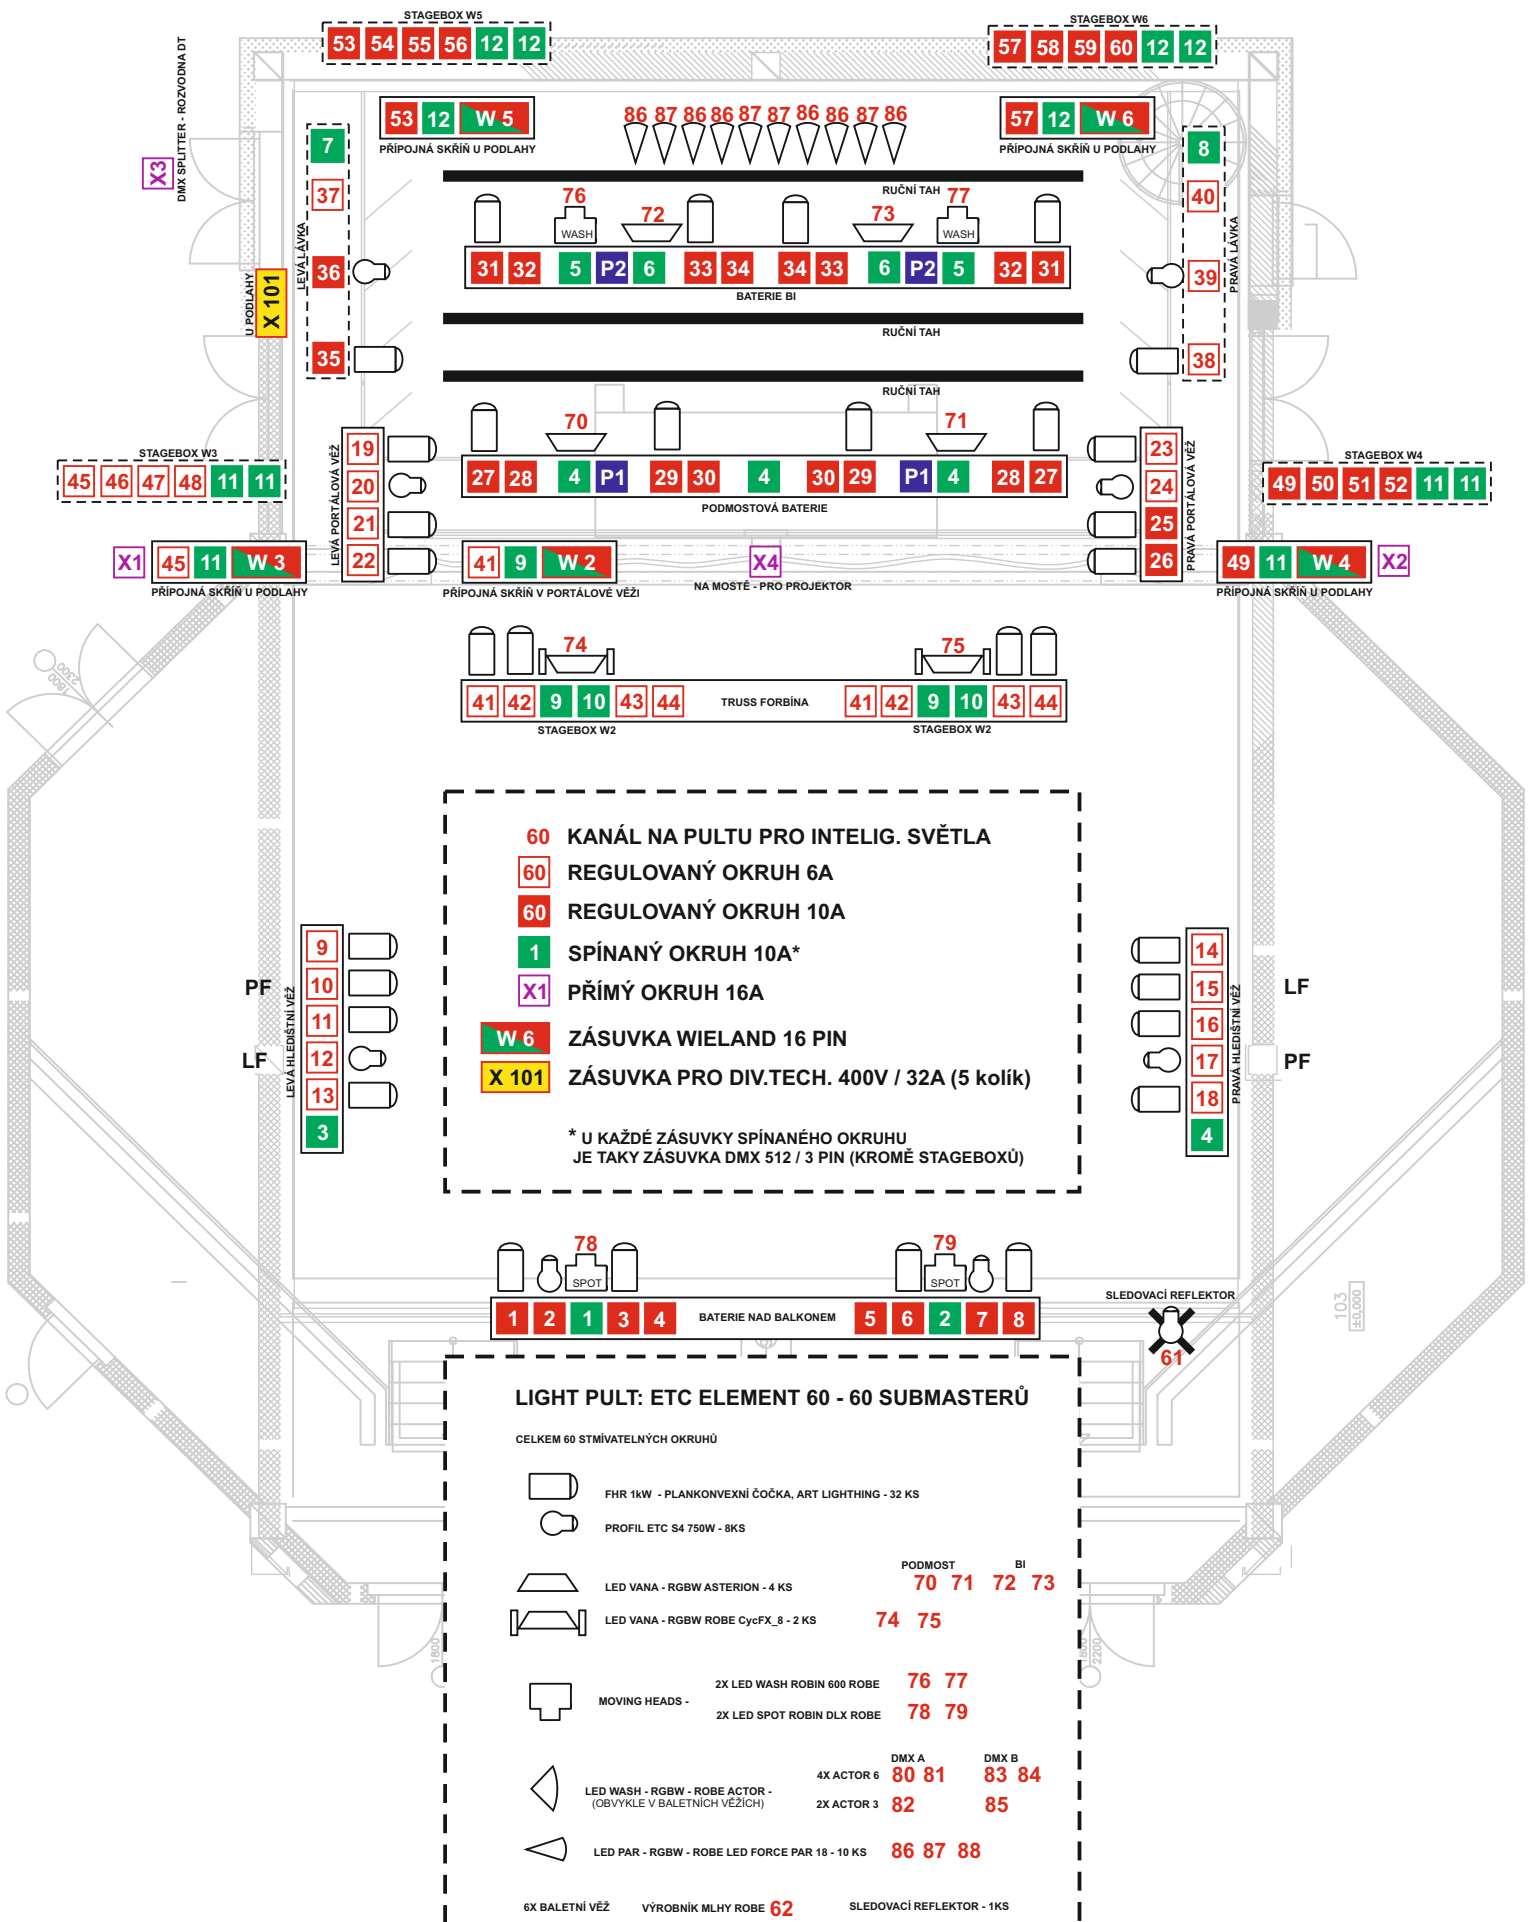 STAGEBOX W5
53 54 55 56 12 12
STAGEBOX W6
57 58 59 60 12 12
DMX SPLITTER - ROZVODNA DT
X3
53 12 W 5
PŘÍPOJNÁ SKŘÍŇ U PODLAHY
86 87 86 86 87 87 86 86 87 86
57 12 W 6
PŘÍPOJNÁ SKŘÍŇ U PODLAHY
7
37
36
35
LEVÁ LÁVKA
U PODLAHY
X 101
8
40
39
38
PRAVÁ LÁVKA
RUČNÍ TAH
76 72 73 77
WASH WASH
31 32 5 P2 6 33 34 34 33 6 P2 5 32 31
BATERIE BI
RUČNÍ TAH
RUČNÍ TAH
70 71
27 28 4 P1 29 30 4 30 29 P1 4 28 27
PODMOSTOVÁ BATERIE
STAGEBOX W3
45 46 47 48 11 11
LEVÁ PORTÁLOVÁ VĚŽ
19
20
21
22
PRAVÁ PORTÁLOVÁ VĚŽ
23
24
25
26
STAGEBOX W4
49 50 51 52 11 11
X1 45 11 W 3
PŘÍPOJNÁ SKŘÍŇ U PODLAHY
41 9 W 2
PŘÍPOJNÁ SKŘÍŇ V PORTÁLOVÉ VĚŽI
X4
NA MOSTĚ - PRO PROJEKTOR
49 11 W 4 X2
PŘÍPOJNÁ SKŘÍŇ U PODLAHY
1800
2300
74 75
41 42 9 10 43 44 TRUSS FORBÍNA 41 42 9 10 43 44
STAGEBOX W2 STAGEBOX W2
60 KANÁL NA PULTU PRO INTELIG. SVĚTLA
60 REGULOVANÝ OKRUH 6A
60 REGULOVANÝ OKRUH 10A
1 SPÍNANÝ OKRUH 10A*
X1 PŘÍMÝ OKRUH 16A
W 6 ZÁSUVKA WIELAND 16 PIN
X 101 ZÁSUVKA PRO DIV.TECH. 400V / 32A (5 kolík)
* U KAŽDÉ ZÁSUVKY SPÍNANÉHO OKRUHU
JE TAKY ZÁSUVKA DMX 512 / 3 PIN (KROMĚ STAGEBOXŮ)
PF
LF
LEVÁ HLEDIŠTNÍ VĚŽ
9
10
11
12
13
3
14
15
16
17
18
4
PRAVÁ HLEDIŠTNÍ VĚŽ
LF
PF
78 79
SPOT SPOT
1 2 1 3 4 BATERIE NAD BALKONEM 5 6 2 7 8
SLEDOVACÍ REFLEKTOR
61
103
±0,000
LIGHT PULT: ETC ELEMENT 60 - 60 SUBMASTERŮ
CELKEM 60 STMÍVATELNÝCH OKRUHŮ
FHR 1kW - PLANKONVEXNÍ ČOČKA, ART LIGHTHING - 32 KS
PROFIL ETC S4 750W - 8KS
PODMOST BI
LED VANA - RGBW ASTERION - 4 KS 70 71 72 73
LED VANA - RGBW ROBE CycFX_8 - 2 KS 74 75
1800
1800
2200
MOVING HEADS -
2X LED WASH ROBIN 600 ROBE 76 77
2X LED SPOT ROBIN DLX ROBE 78 79
DMX A DMX B
4X ACTOR 6 80 81 83 84
LED WASH - RGBW - ROBE ACTOR -
(OBVYKLE V BALETNÍCH VĚŽÍCH)
2X ACTOR 3 82 85
LED PAR - RGBW - ROBE LED FORCE PAR 18 - 10 KS 86 87 88
6X BALETNÍ VĚŽ VÝROBNÍK MLHY ROBE 62 SLEDOVACÍ REFLEKTOR - 1KS